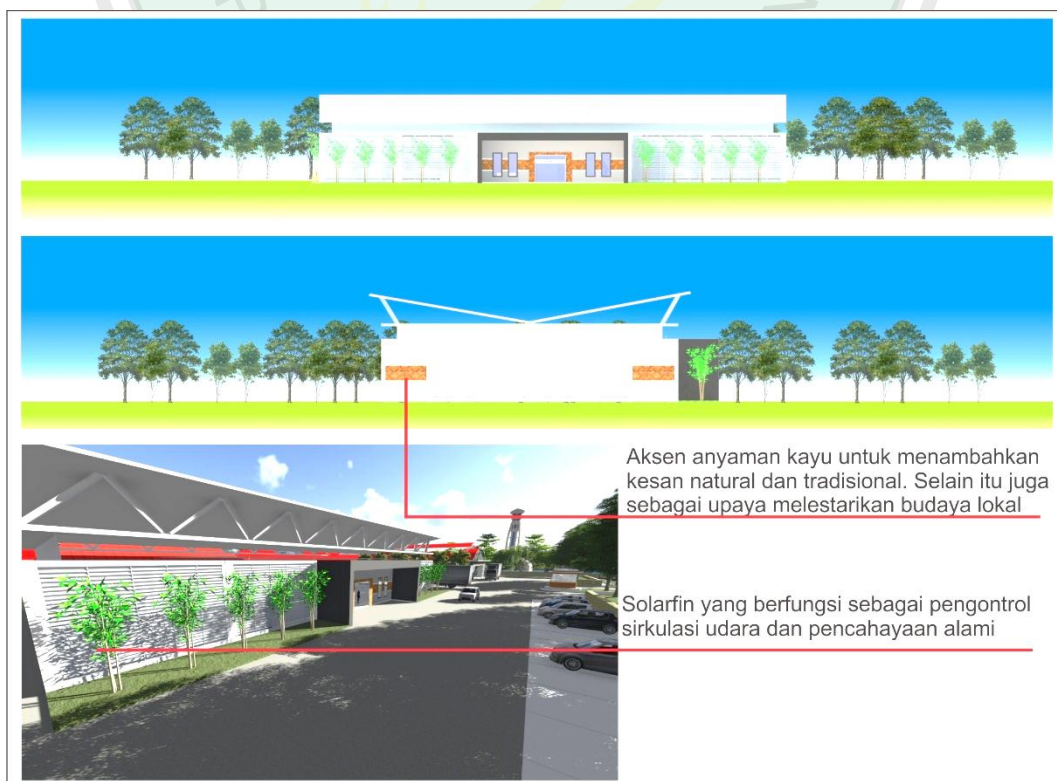 Aksen anyaman kayu untuk menambahkan
kesan natural dan tradisional. Selain itu juga
sebagai upaya melestarikan budaya lokal
Solarfin yang berfungsi sebagai pengontrol
sirkulasi udara dan pencahayaan alami